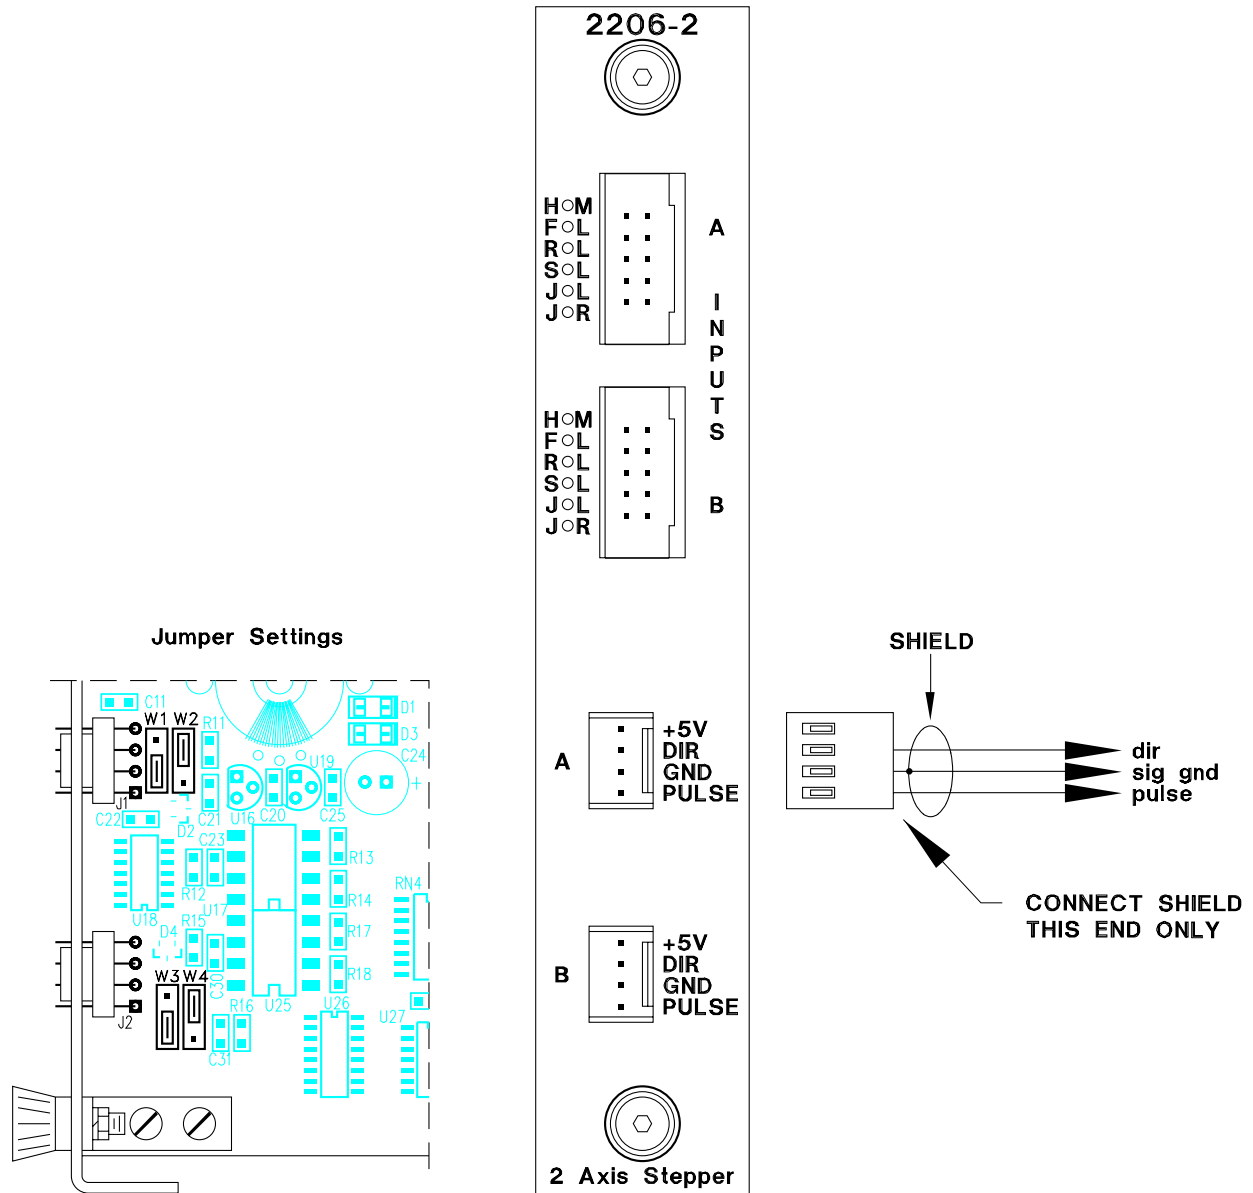 2206-2
H○M
F○L
R○L
S○L
J○L
J○R
A
INPUTS
H○M
F○L
R○L
S○L
J○L
J○R
B
A
+5V
DIR
GND
PULSE
B
+5V
DIR
GND
PULSE
2 Axis Stepper
Jumper Settings
C11
W1 W2
R11
D1
D3
C24
+
U19
J1
C21
U16
C20
C25
C22
D2
C23
R13
R12
R14
RN4
U17
U18
R15
D4
R17
C30
R18
W3 W4
U25
U26
R16
U27
J2
C31
SHIELD
dir
sig gnd
pulse
CONNECT SHIELD
THIS END ONLY